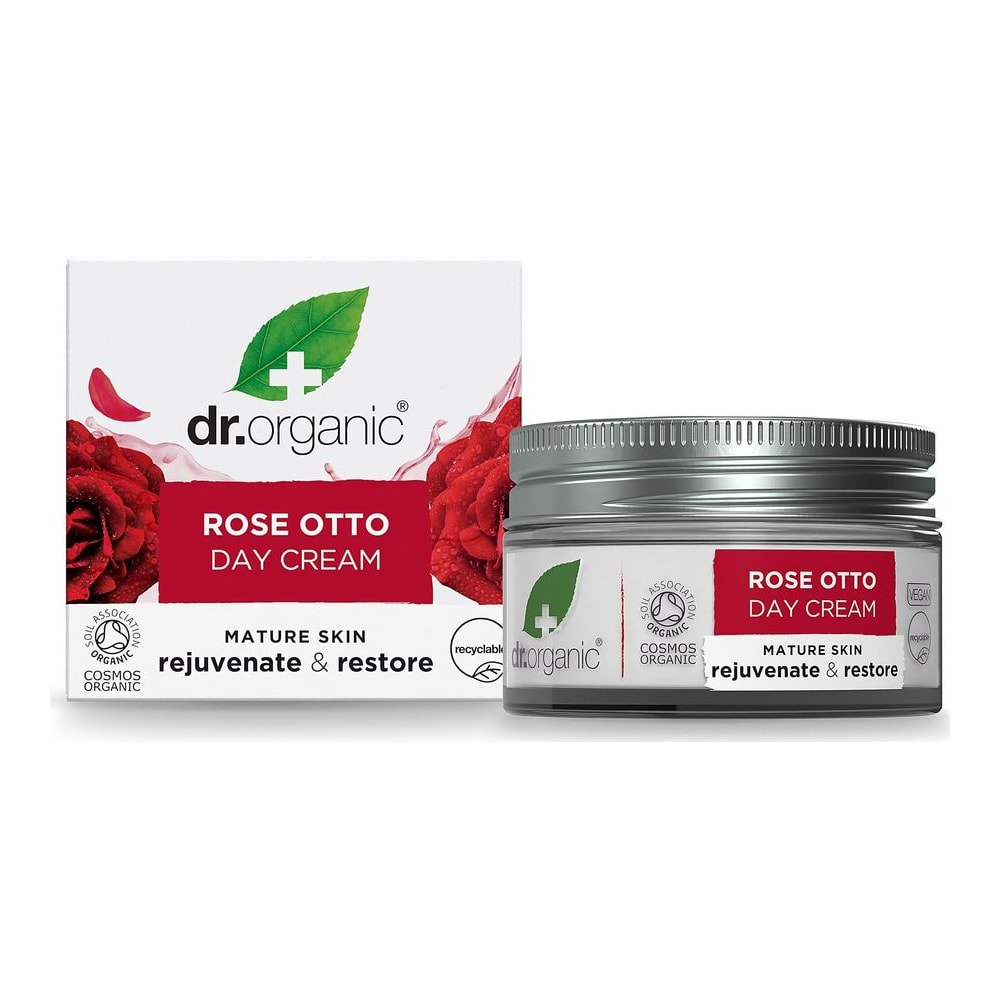 dr.organic®
ROSE OTTO
DAY CREAM
SOIL ASSOCIATION
ORGANIC
COSMOS
ORGANIC
MATURE SKIN
rejuvenate & restore
recyclable
dr.organic®
SOIL ASSOCIATION
ORGANIC
COSMOS
ORGANIC
ROSE OTTO
DAY CREAM
MATURE SKIN
rejuvenate & restore
VEGAN
recyclable